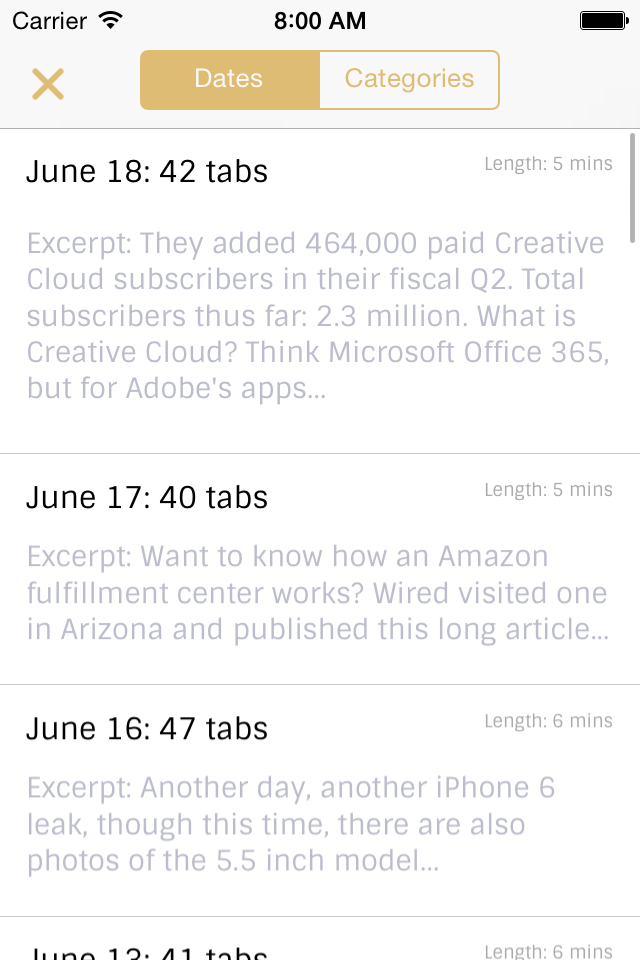 Carrier 8:00 AM
Dates Categories
June 18: 42 tabs Length: 5 mins
Excerpt: They added 464,000 paid Creative
Cloud subscribers in their fiscal Q2. Total
subscribers thus far: 2.3 million. What is
Creative Cloud? Think Microsoft Office 365,
but for Adobe's apps...
June 17: 40 tabs Length: 5 mins
Excerpt: Want to know how an Amazon
fulfillment center works? Wired visited one
in Arizona and published this long article...
June 16: 47 tabs Length: 6 mins
Excerpt: Another day, another iPhone 6
leak, though this time, there are also
photos of the 5.5 inch model...
June 13: 41 tabs Length: 6 mins